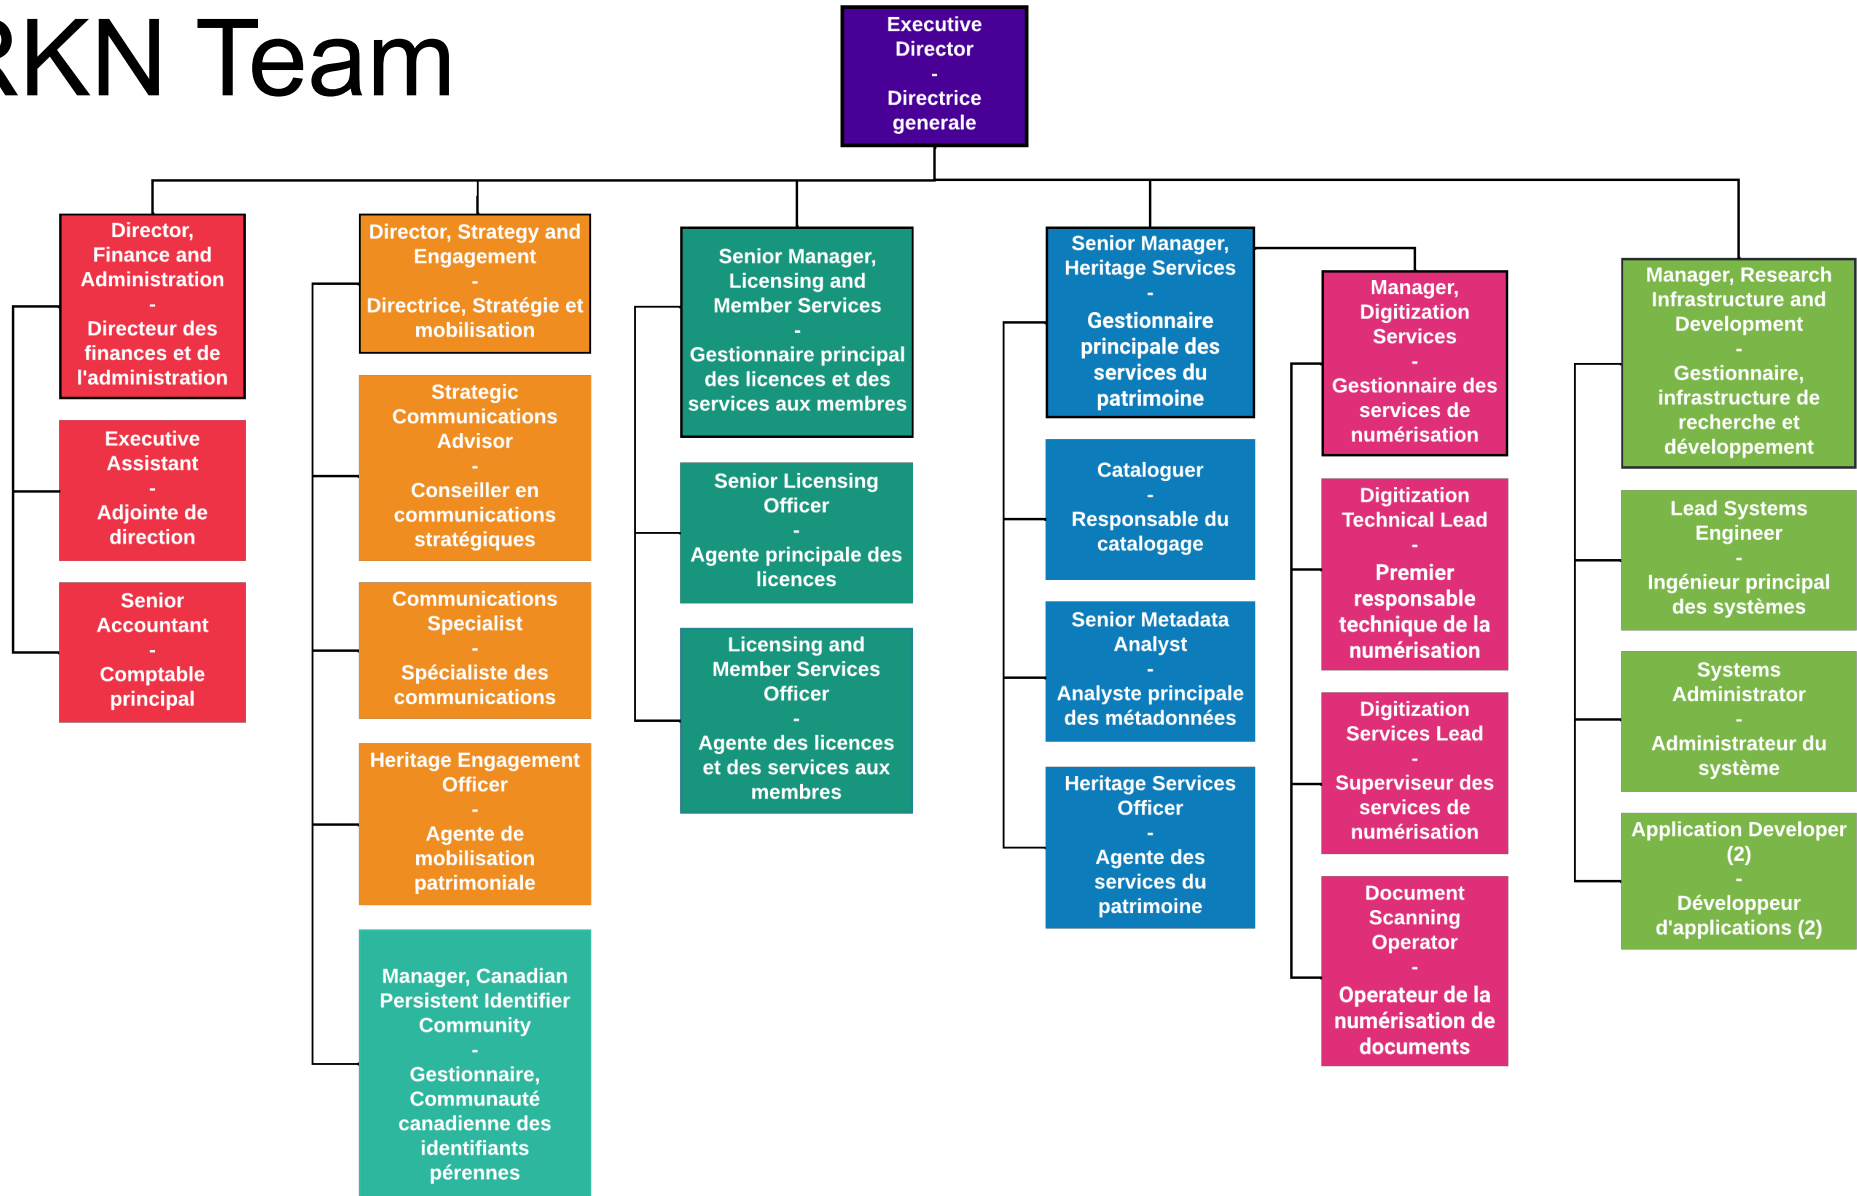 RKN Team
Executive
Director
-
Directrice
generale
Director,
Finance and
Administration
-
Directeur des
finances et de
l'administration
Executive
Assistant
-
Adjointe de
direction
Senior
Accountant
-
Comptable
principal
Director, Strategy and
Engagement
-
Directrice, Stratégie et
mobilisation
Strategic
Communications
Advisor
-
Conseiller en
communications
stratégiques
Communications
Specialist
-
Spécialiste des
communications
Heritage Engagement
Officer
-
Agente de
mobilisation
patrimoniale
Manager, Canadian
Persistent Identifier
Community
-
Gestionnaire,
Communauté
canadienne des
identifiants
pérennes
Senior Manager,
Licensing and
Member Services
-
Gestionnaire principal
des licences et des
services aux membres
Senior Licensing
Officer
-
Agente principale des
licences
Licensing and
Member Services
Officer
-
Agente des licences
et des services aux
membres
Senior Manager,
Heritage Services
-
Gestionnaire
principale des
services du
patrimoine
Cataloguer
-
Responsable du
catalogage
Senior Metadata
Analyst
-
Analyste principale
des métadonnées
Heritage Services
Officer
-
Agente des
services du
patrimoine
Manager,
Digitization
Services
-
Gestionnaire des
services de
numérisation
Digitization
Technical Lead
-
Premier
responsable
technique de la
numérisation
Digitization
Services Lead
-
Superviseur des
services de
numérisation
Document
Scanning
Operator
-
Operateur de la
numérisation de
documents
Manager, Research
Infrastructure and
Development
-
Gestionnaire,
infrastructure de
recherche et
développement
Lead Systems
Engineer
-
Ingénieur principal
des systèmes
Systems
Administrator
-
Administrateur du
système
Application Developer
(2)
-
Développeur
d'applications (2)